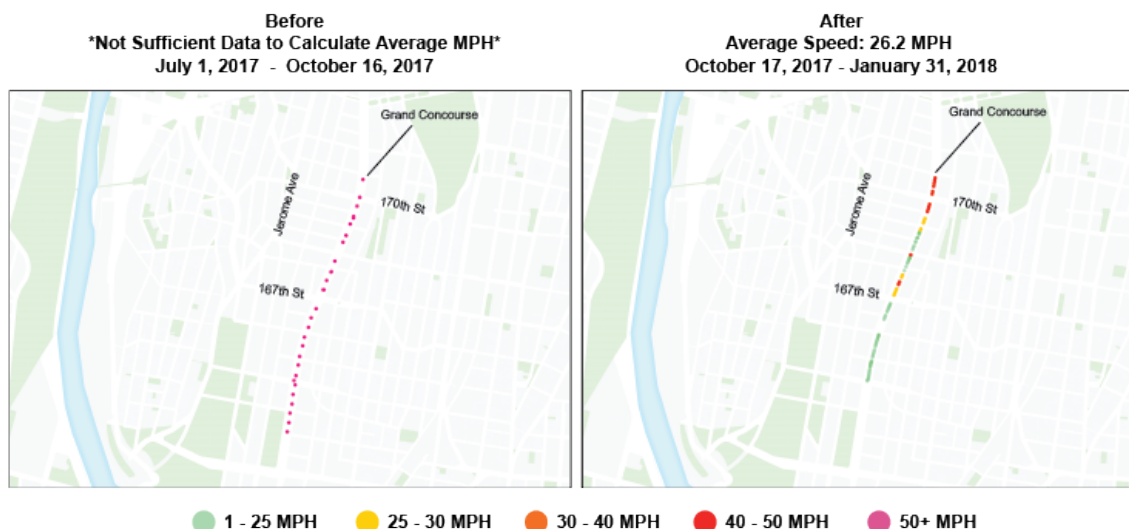 Before
*Not Sufficient Data to Calculate Average MPH*
July 1, 2017 - October 16, 2017
After
Average Speed: 26.2 MPH
October 17, 2017 - January 31, 2018
Grand Concourse
Jerome Ave
170th St
167th St
Grand Concourse
Jerome Ave
170th St
167th St
1 - 25 MPH
25 - 30 MPH
30 - 40 MPH
40 - 50 MPH
50+ MPH